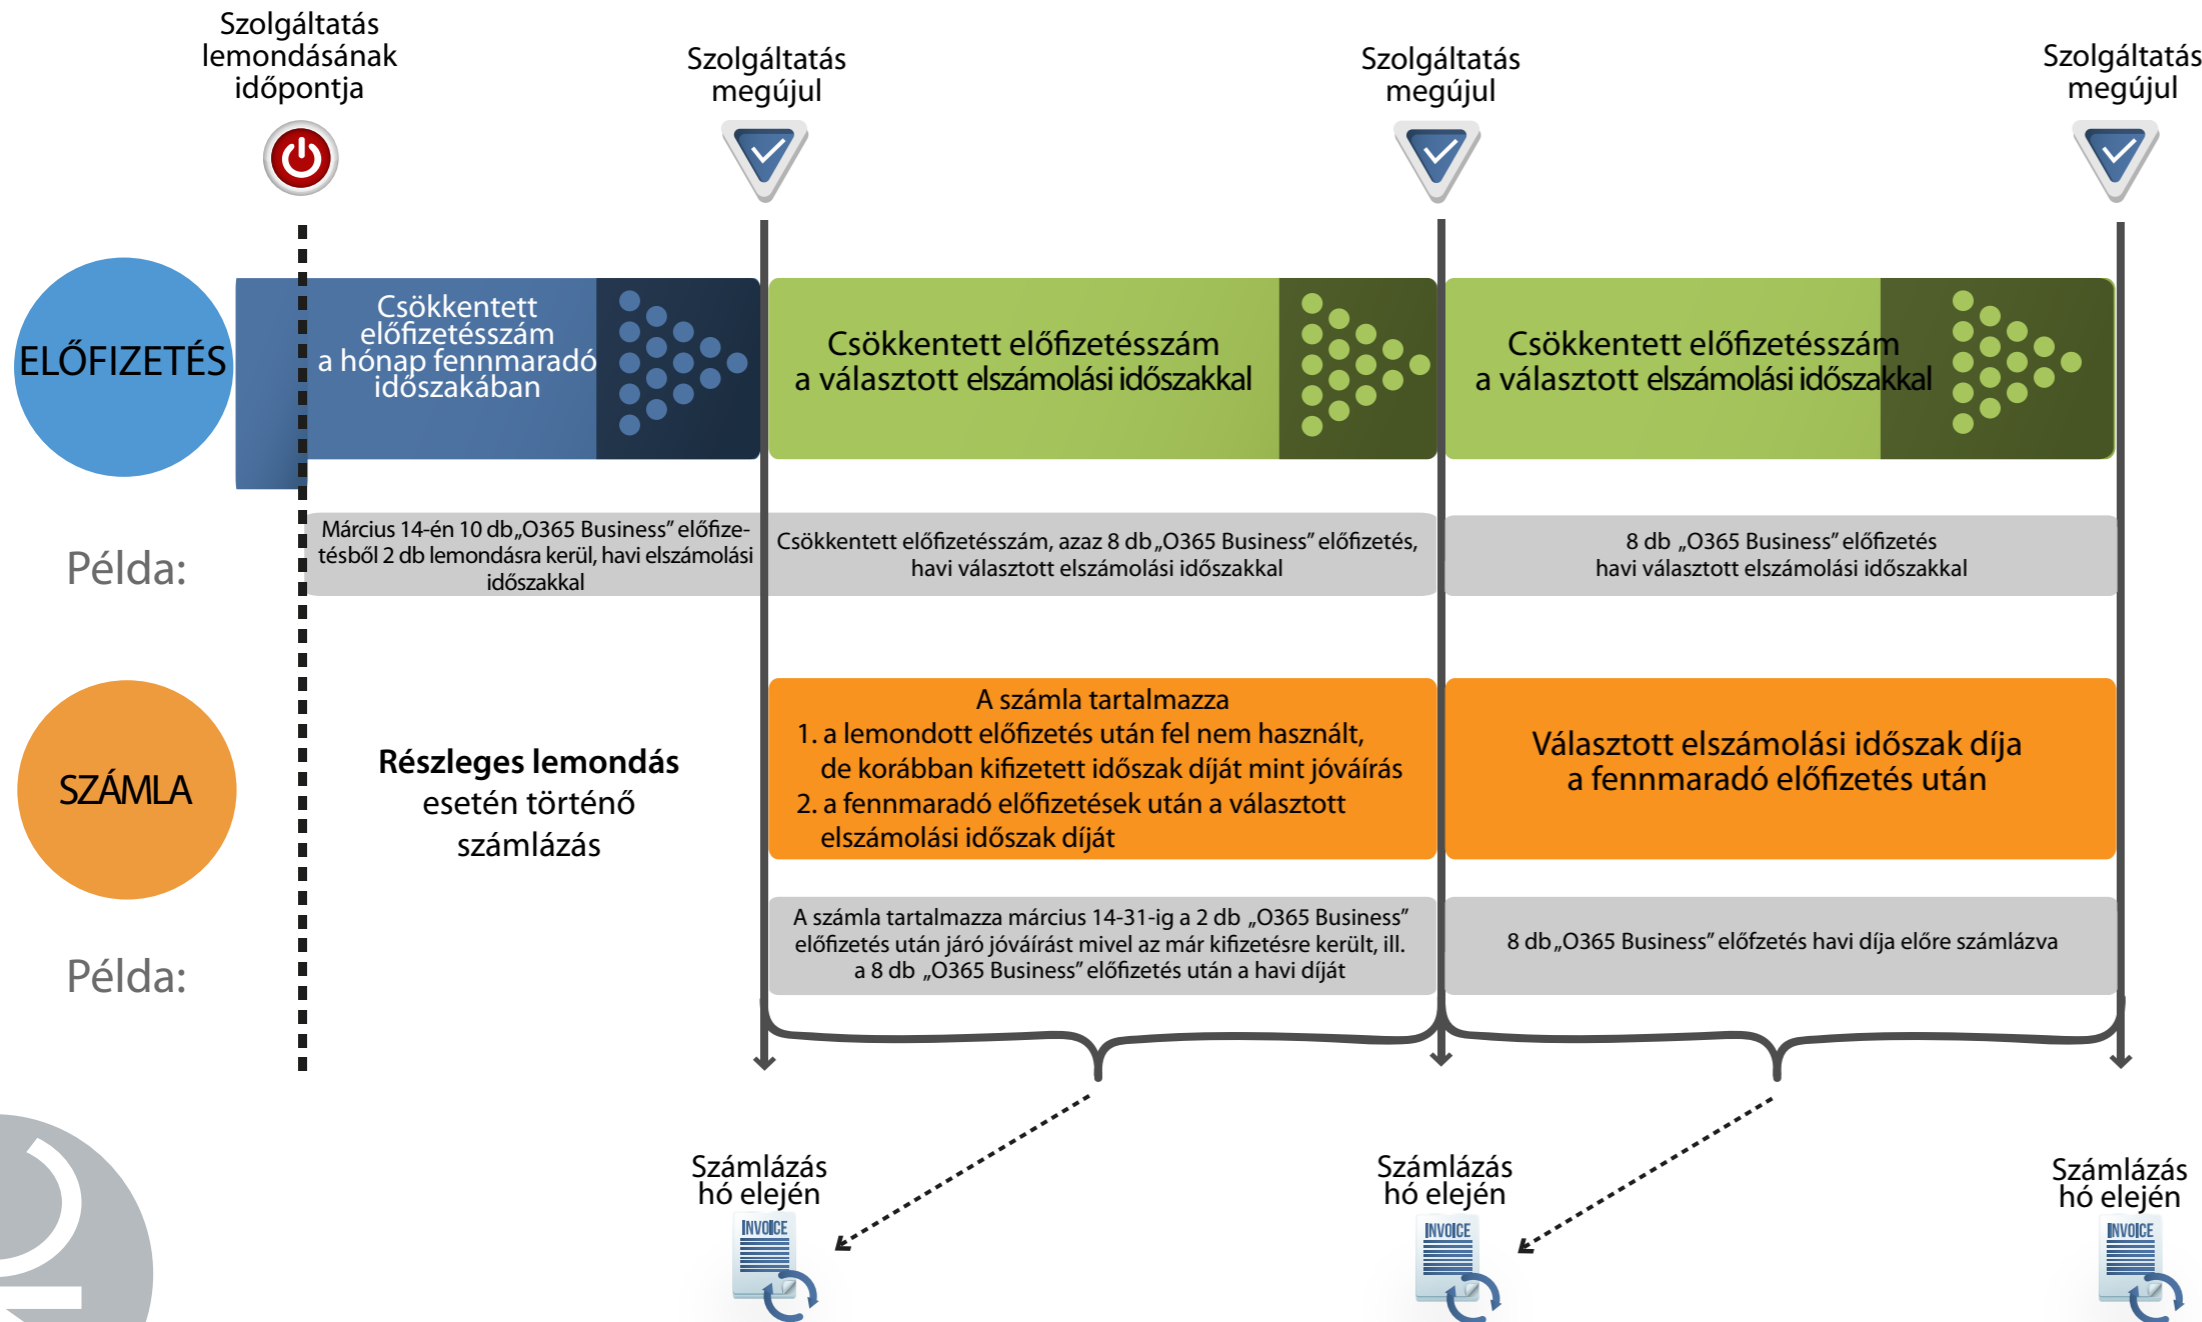 Szolgáltatás
lemondásának
időpontja
Szolgáltatás
megújul
Szolgáltatás
megújul
Szolgáltatás
megújul
ELŐFIZETÉS
Csökkentett
előfizetésszám
a hónap fennmaradó
időszakában
Csökkentett előfizetésszám
a választott elszámolási időszakkal
Csökkentett előfizetésszám
a választott elszámolási időszakkal
Példa:
Március 14-én 10 db „O365 Business” előfize-
tésből 2 db lemondásra kerül, havi elszámolási
időszakkal
Csökkentett előfizetésszám, azaz 8 db „O365 Business” előfizetés,
havi választott elszámolási időszakkal
8 db „O365 Business” előfizetés
havi választott elszámolási időszakkal
SZÁMLA
Részleges lemondás
esetén történő
számlázás
A számla tartalmazza
1. a lemondott előfizetés után fel nem használt,
de korábban kifizetett időszak díját mint jóváírás
2. a fennmaradó előfizetések után a választott
elszámolási időszak díját
Választott elszámolási időszak díja
a fennmaradó előfizetés után
Példa:
A számla tartalmazza március 14-31-ig a 2 db „O365 Business”
előfizetés után járó jóváírást mivel az már kifizetésre került, ill.
a 8 db „O365 Business” előfizetés után a havi díját
8 db „O365 Business” előfzetés havi díja előre számlázva
Számlázás
hó elején
INVOICE
Számlázás
hó elején
INVOICE
Számlázás
hó elején
INVOICE